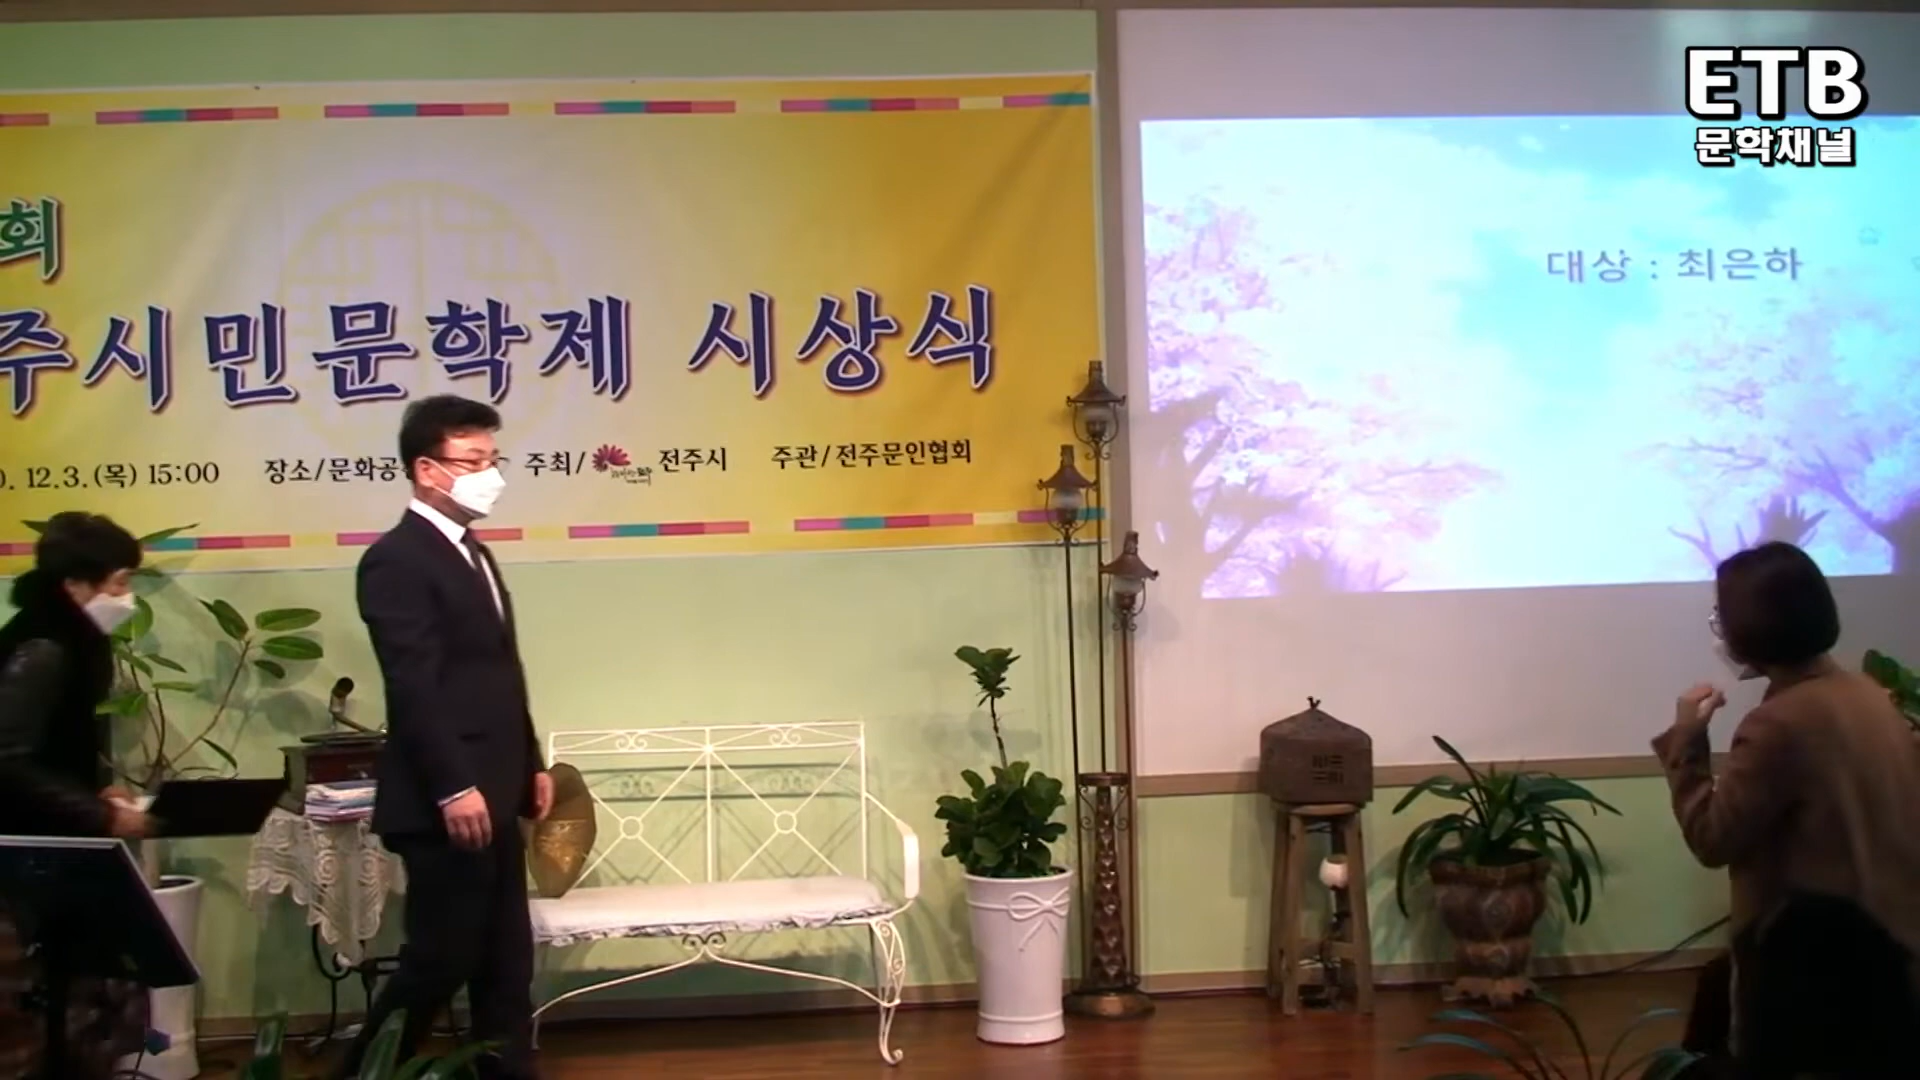 ETB
문학채널
회
주시민문학제 시상식
0. 12.3.(목) 15:00 장소/문화공 주최/ 전주시 주관/전주문인협회
대상 : 최은하